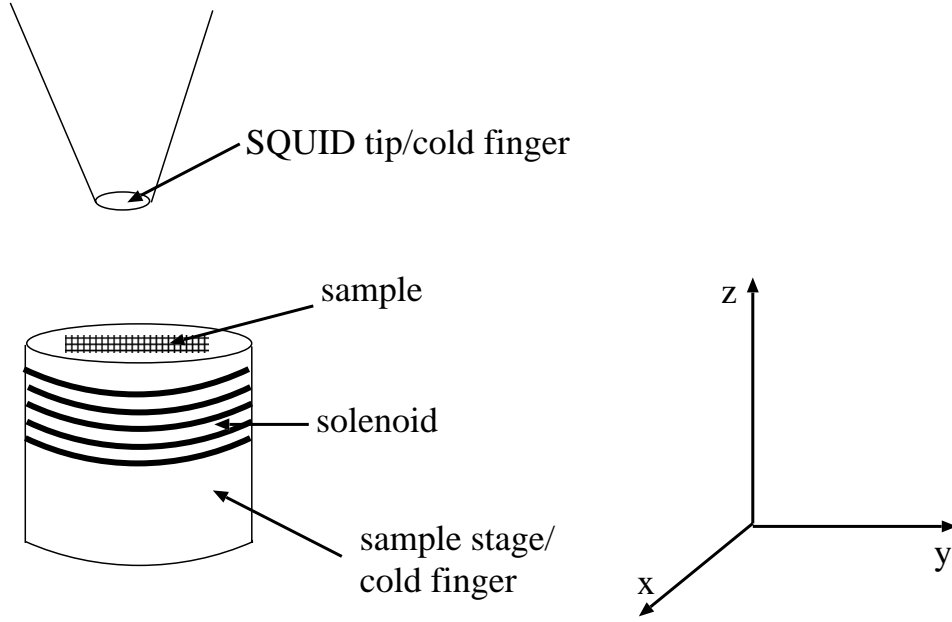 SQUID tip/cold finger
sample
z
solenoid
sample stage/
cold finger
y
x